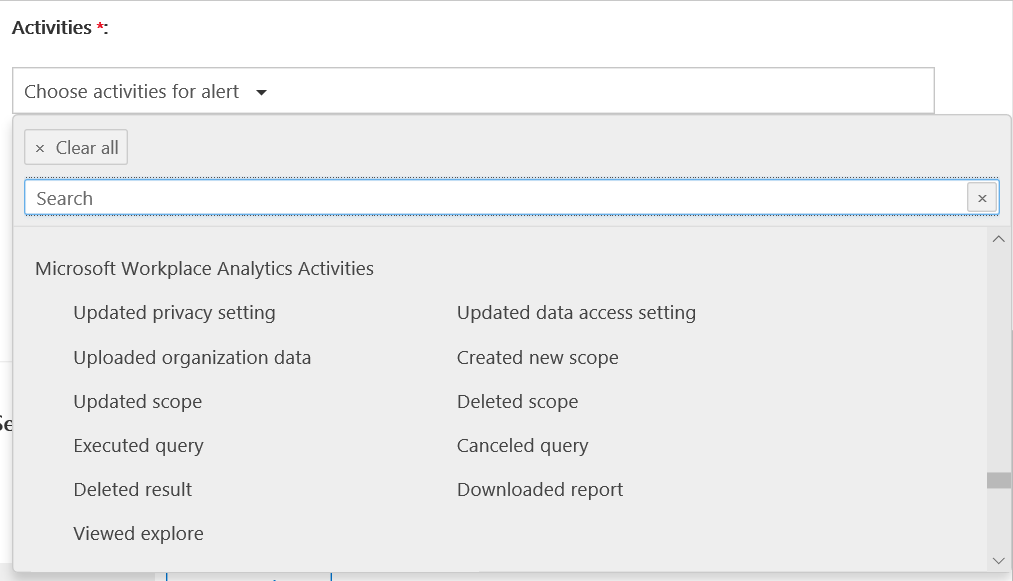 Activities *:
Choose activities for alert
× Clear all
Search ×
Microsoft Workplace Analytics Activities
Updated privacy setting Updated data access setting
Uploaded organization data Created new scope
Updated scope Deleted scope
Executed query Canceled query
Deleted result Downloaded report
Viewed explore